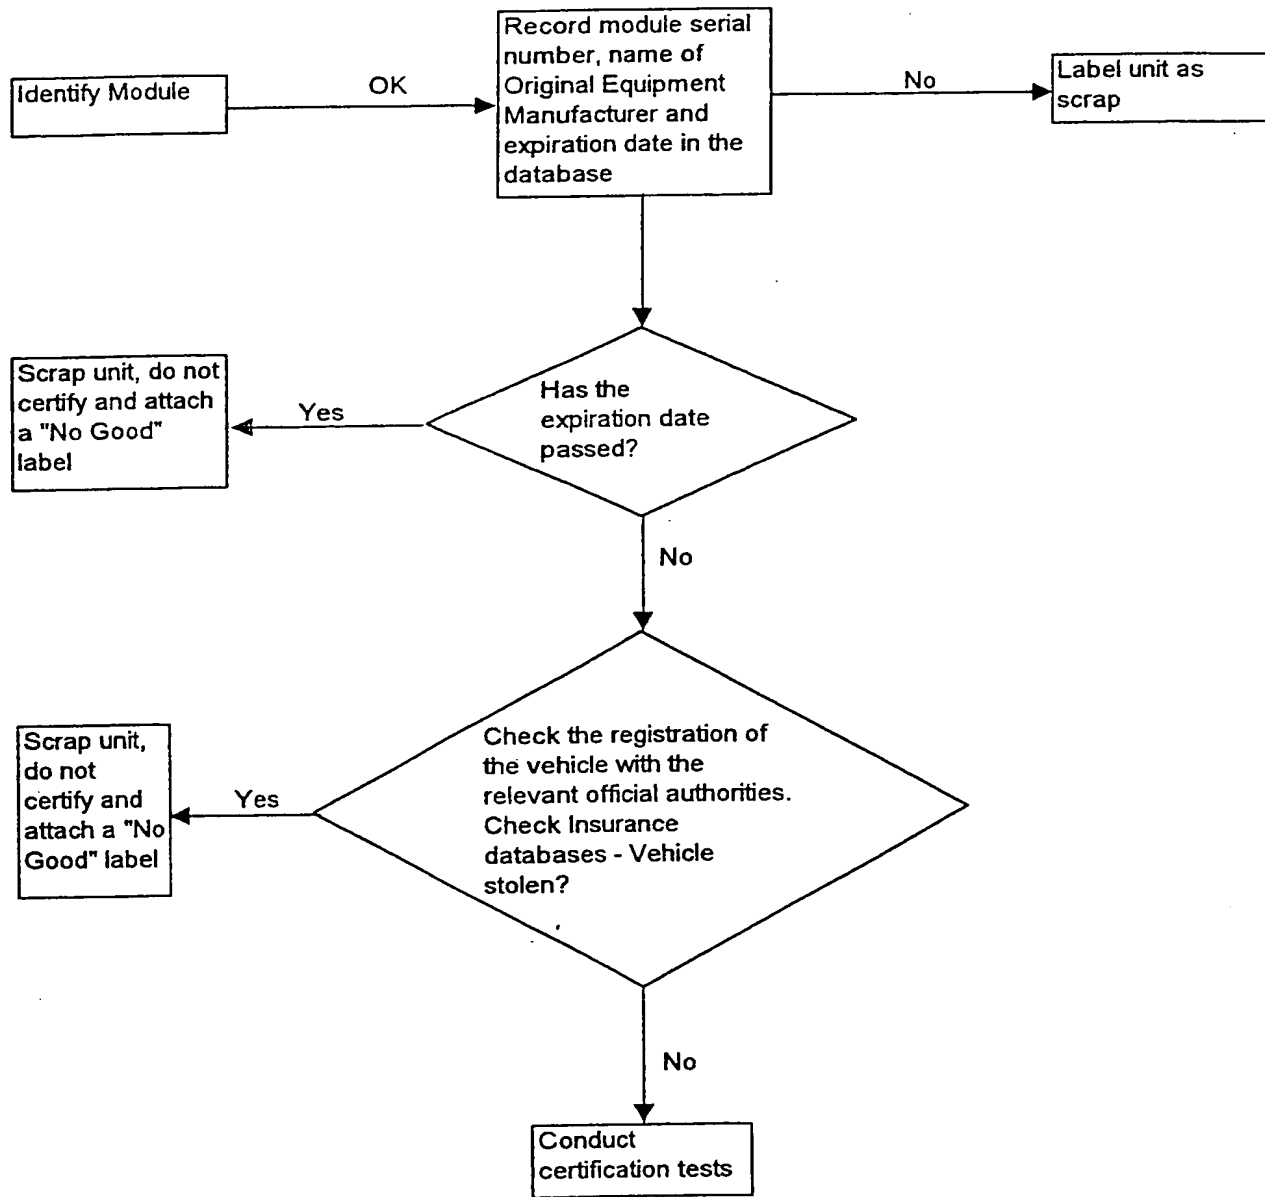 Identify Module
OK
Record module serial
number, name of
Original Equipment
Manufacturer and
expiration date in the
database
No
Label unit as
scrap
Scrap unit, do not
certify and attach
a "No Good"
label
Yes
Has the
expiration date
passed?
No
Scrap unit,
do not
certify and
attach a "No
Good" label
Yes
Check the registration of
the vehicle with the
relevant official authorities.
Check Insurance
databases - Vehicle
stolen?
No
Conduct
certification tests